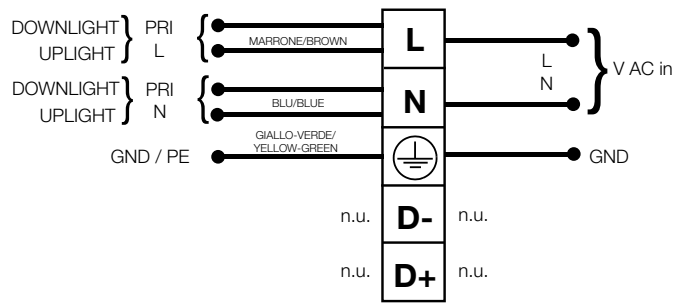 DOWNLIGHT } PRI {
UPLIGHT } L {
MARRONE/BROWN
L
L
N
} V AC in
DOWNLIGHT } PRI {
UPLIGHT } N {
BLU/BLUE
N
GIALLO-VERDE/
YELLOW-GREEN
GND / PE
GND
n.u. D- n.u.
n.u. D+ n.u.